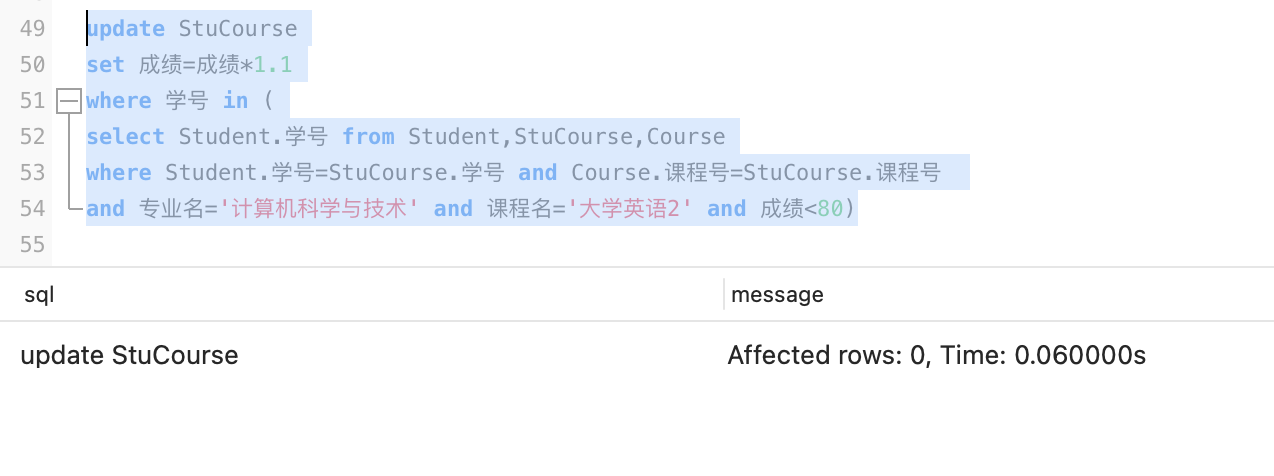 49 update StuCourse
50 set 成绩=成绩*1.1
51 where 学号 in (
52 select Student.学号 from Student,StuCourse,Course
53 where Student.学号=StuCourse.学号 and Course.课程号=StuCourse.课程号
54 and 专业名='计算机科学与技术' and 课程名='大学英语2' and 成绩<80)
55
sql message
update StuCourse Affected rows: 0, Time: 0.060000s